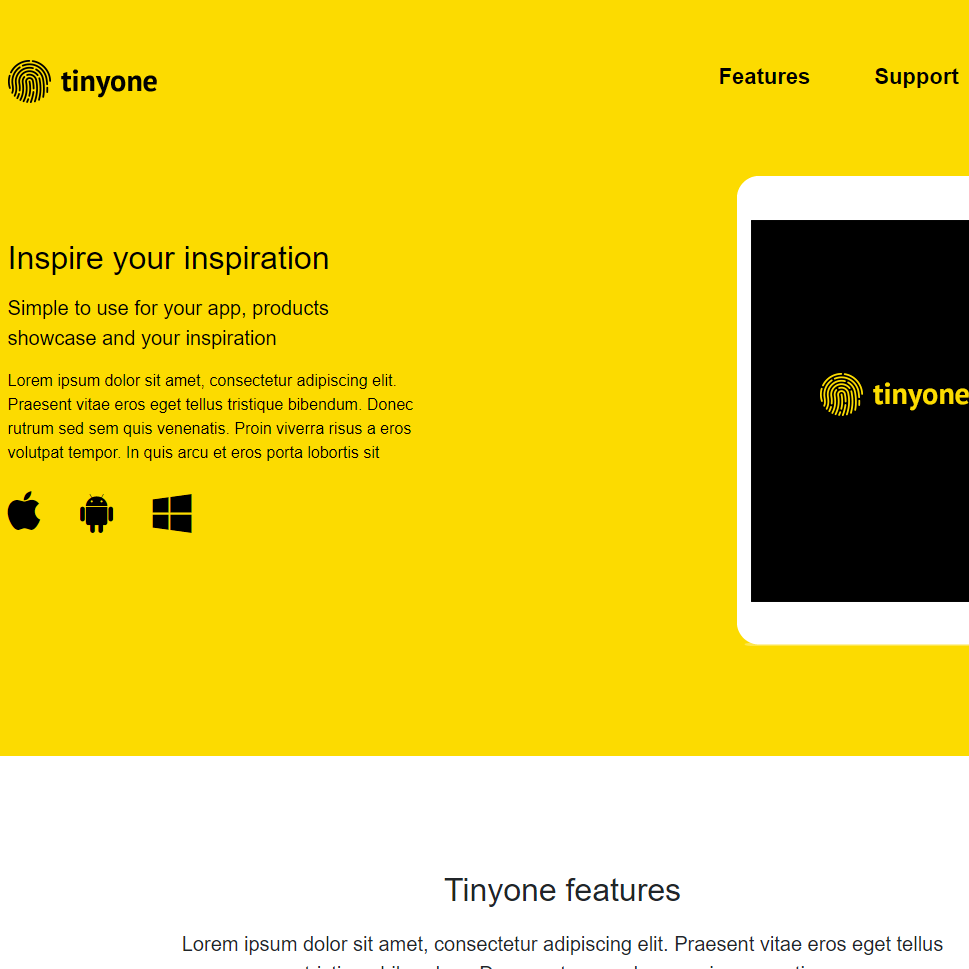 tinyone
Features
Support
Inspire your inspiration
Simple to use for your app, products
showcase and your inspiration
Lorem ipsum dolor sit amet, consectetur adipiscing elit.
Praesent vitae eros eget tellus tristique bibendum. Donec
rutrum sed sem quis venenatis. Proin viverra risus a eros
volutpat tempor. In quis arcu et eros porta lobortis sit
tinyone
Tinyone features
Lorem ipsum dolor sit amet, consectetur adipiscing elit. Praesent vitae eros eget tellus